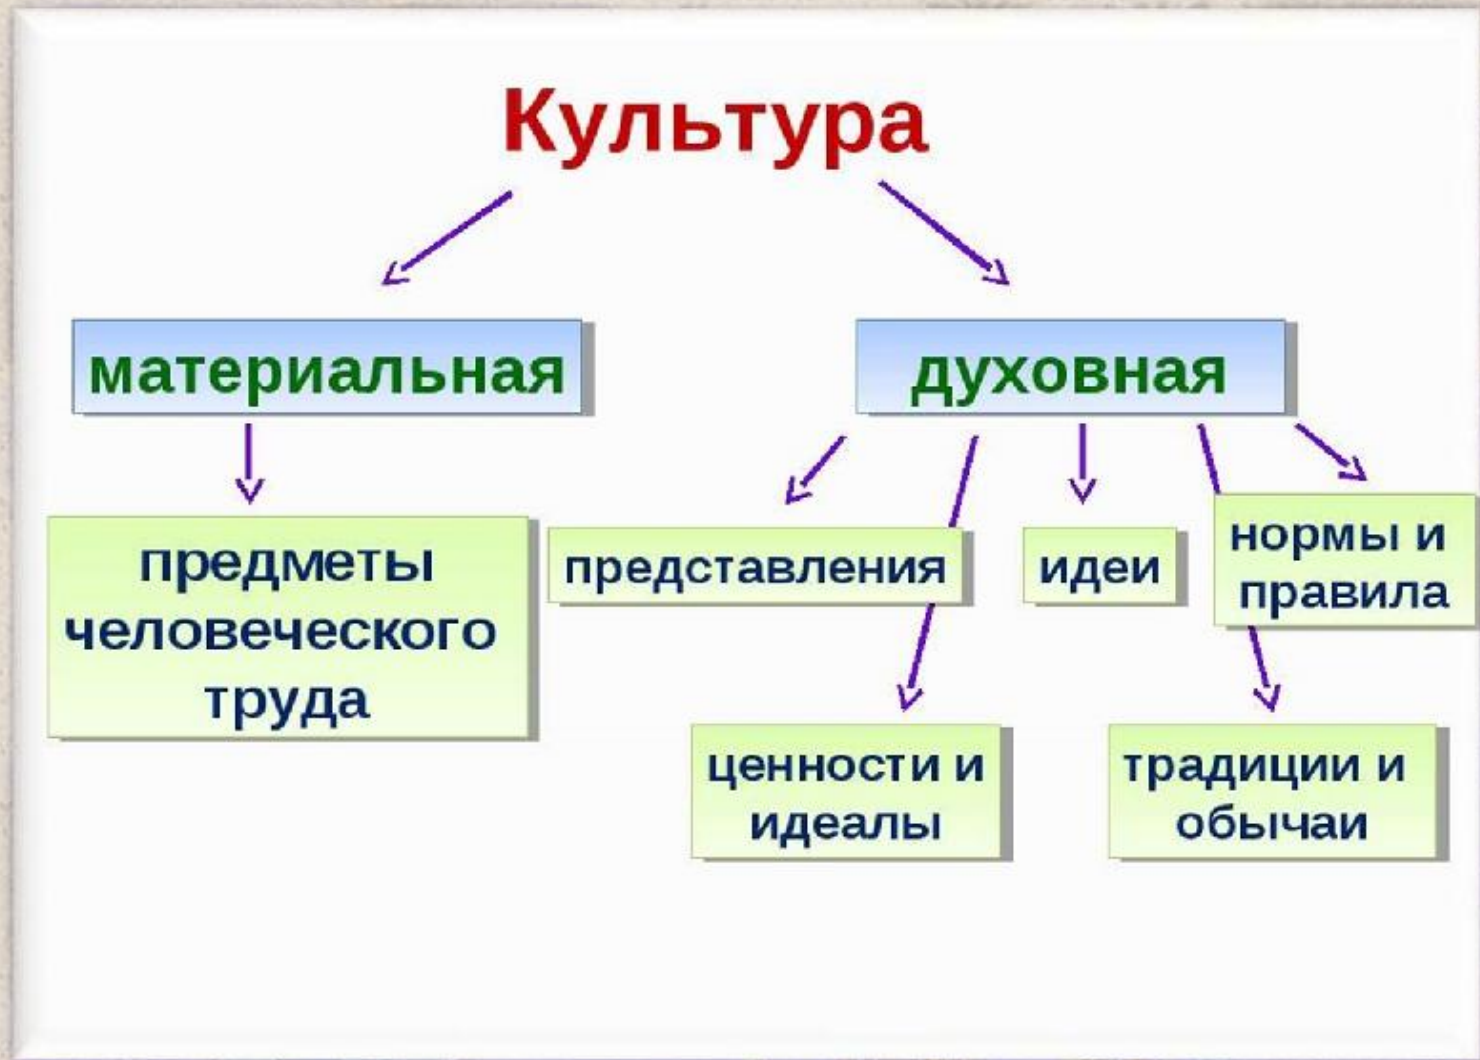 Культура
материальная
духовная
предметы
человеческого
труда
представления
идеи
нормы и
правила
ценности и
идеалы
традиции и
обычаи